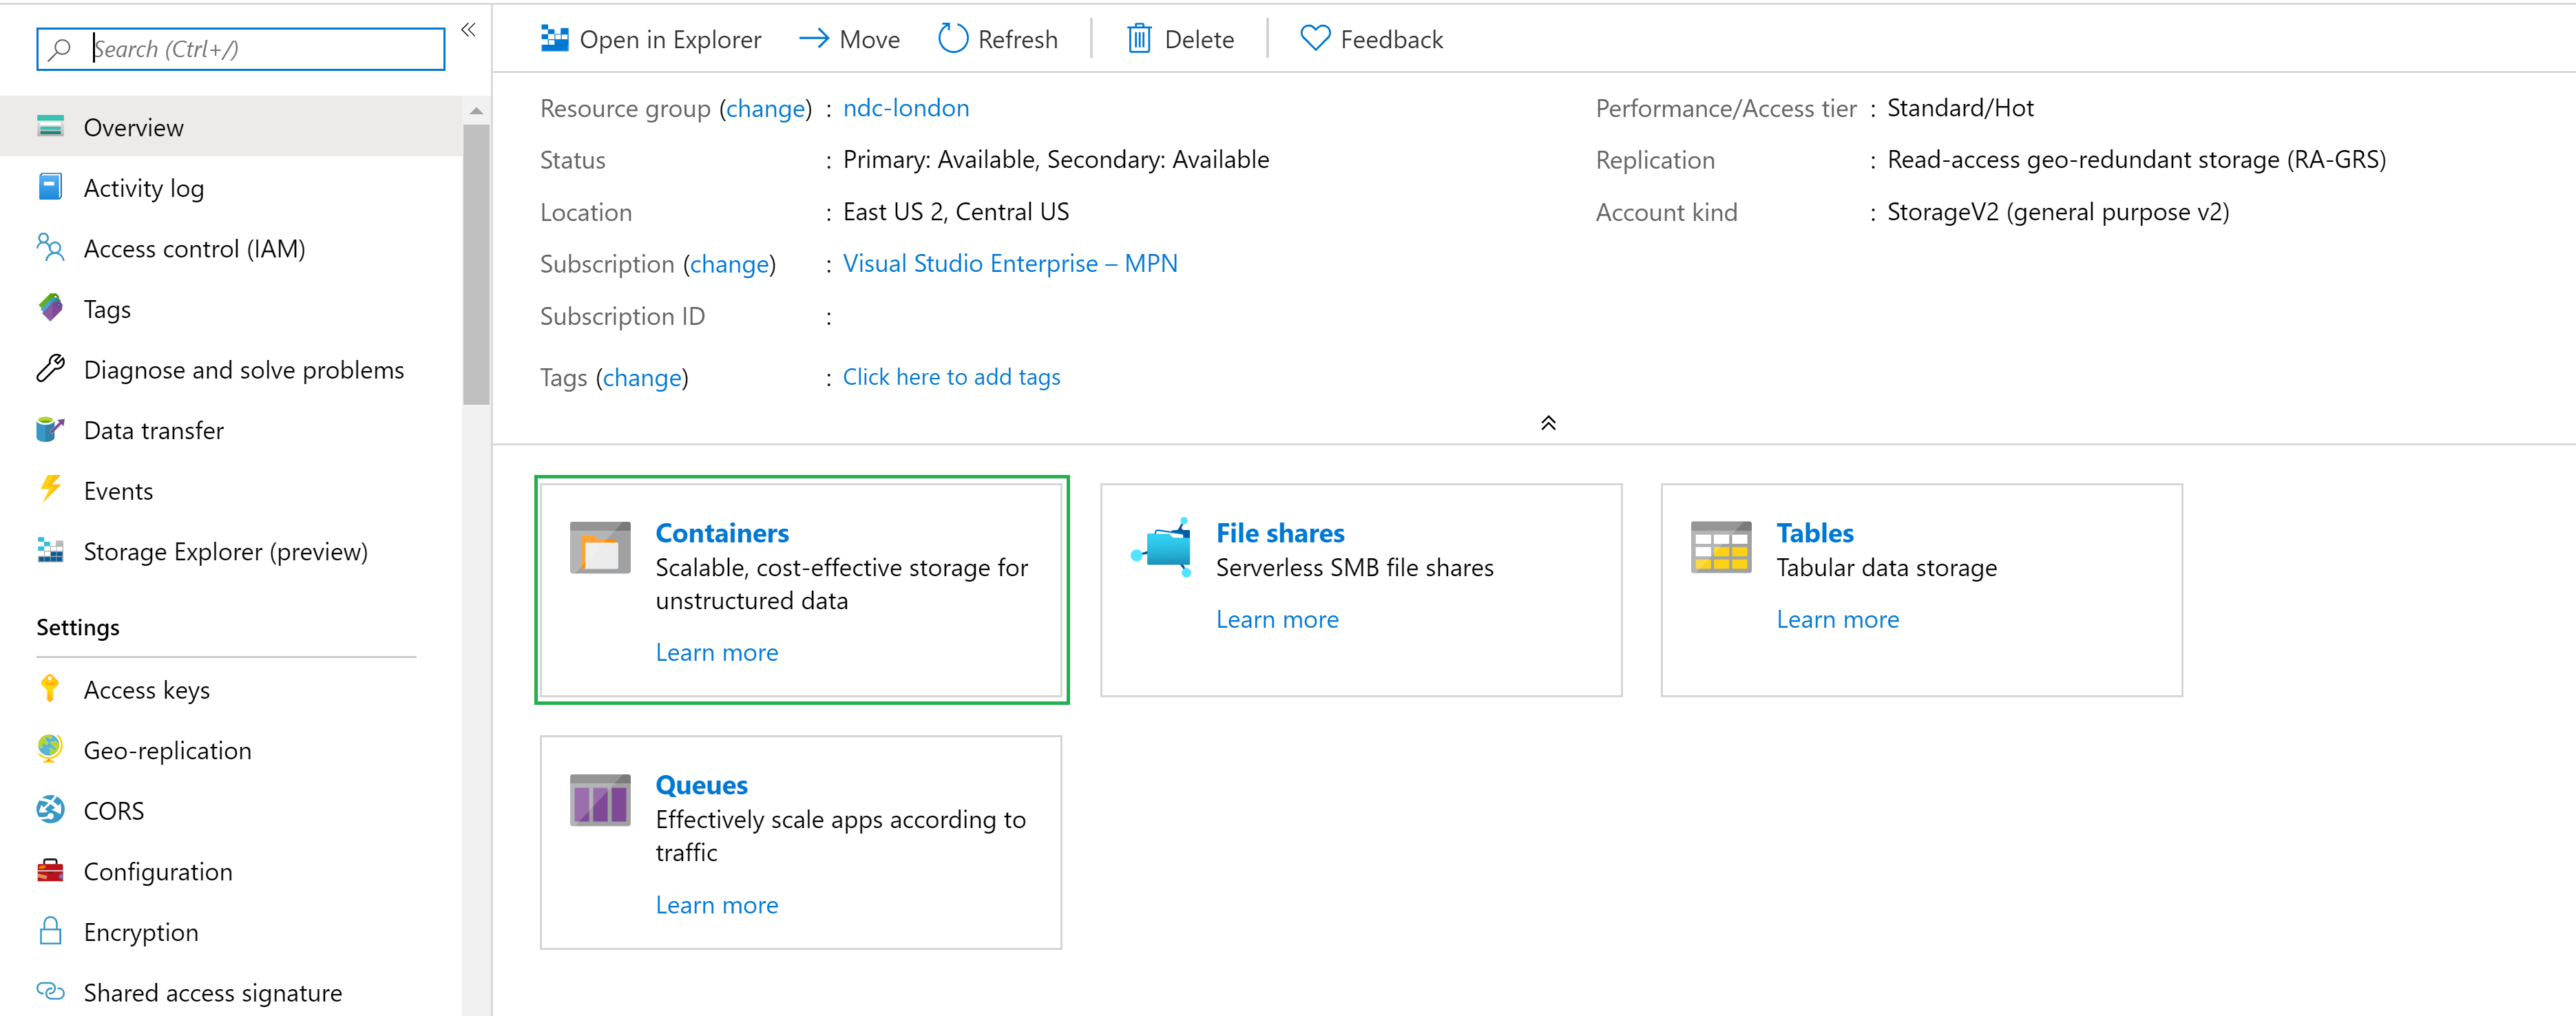 Search (Ctrl+/)
Overview
Activity log
Access control (IAM)
Tags
Diagnose and solve problems
Data transfer
Events
Storage Explorer (preview)
Settings
Access keys
Geo-replication
CORS
Configuration
Encryption
Shared access signature
Open in Explorer Move Refresh Delete Feedback
Resource group (change) : ndc-london
Status : Primary: Available, Secondary: Available
Location : East US 2, Central US
Subscription (change) : Visual Studio Enterprise – MPN
Subscription ID :
Tags (change) : Click here to add tags
Performance/Access tier : Standard/Hot
Replication : Read-access geo-redundant storage (RA-GRS)
Account kind : StorageV2 (general purpose v2)
Containers
Scalable, cost-effective storage for
unstructured data
Learn more
File shares
Serverless SMB file shares
Learn more
Tables
Tabular data storage
Learn more
Queues
Effectively scale apps according to
traffic
Learn more